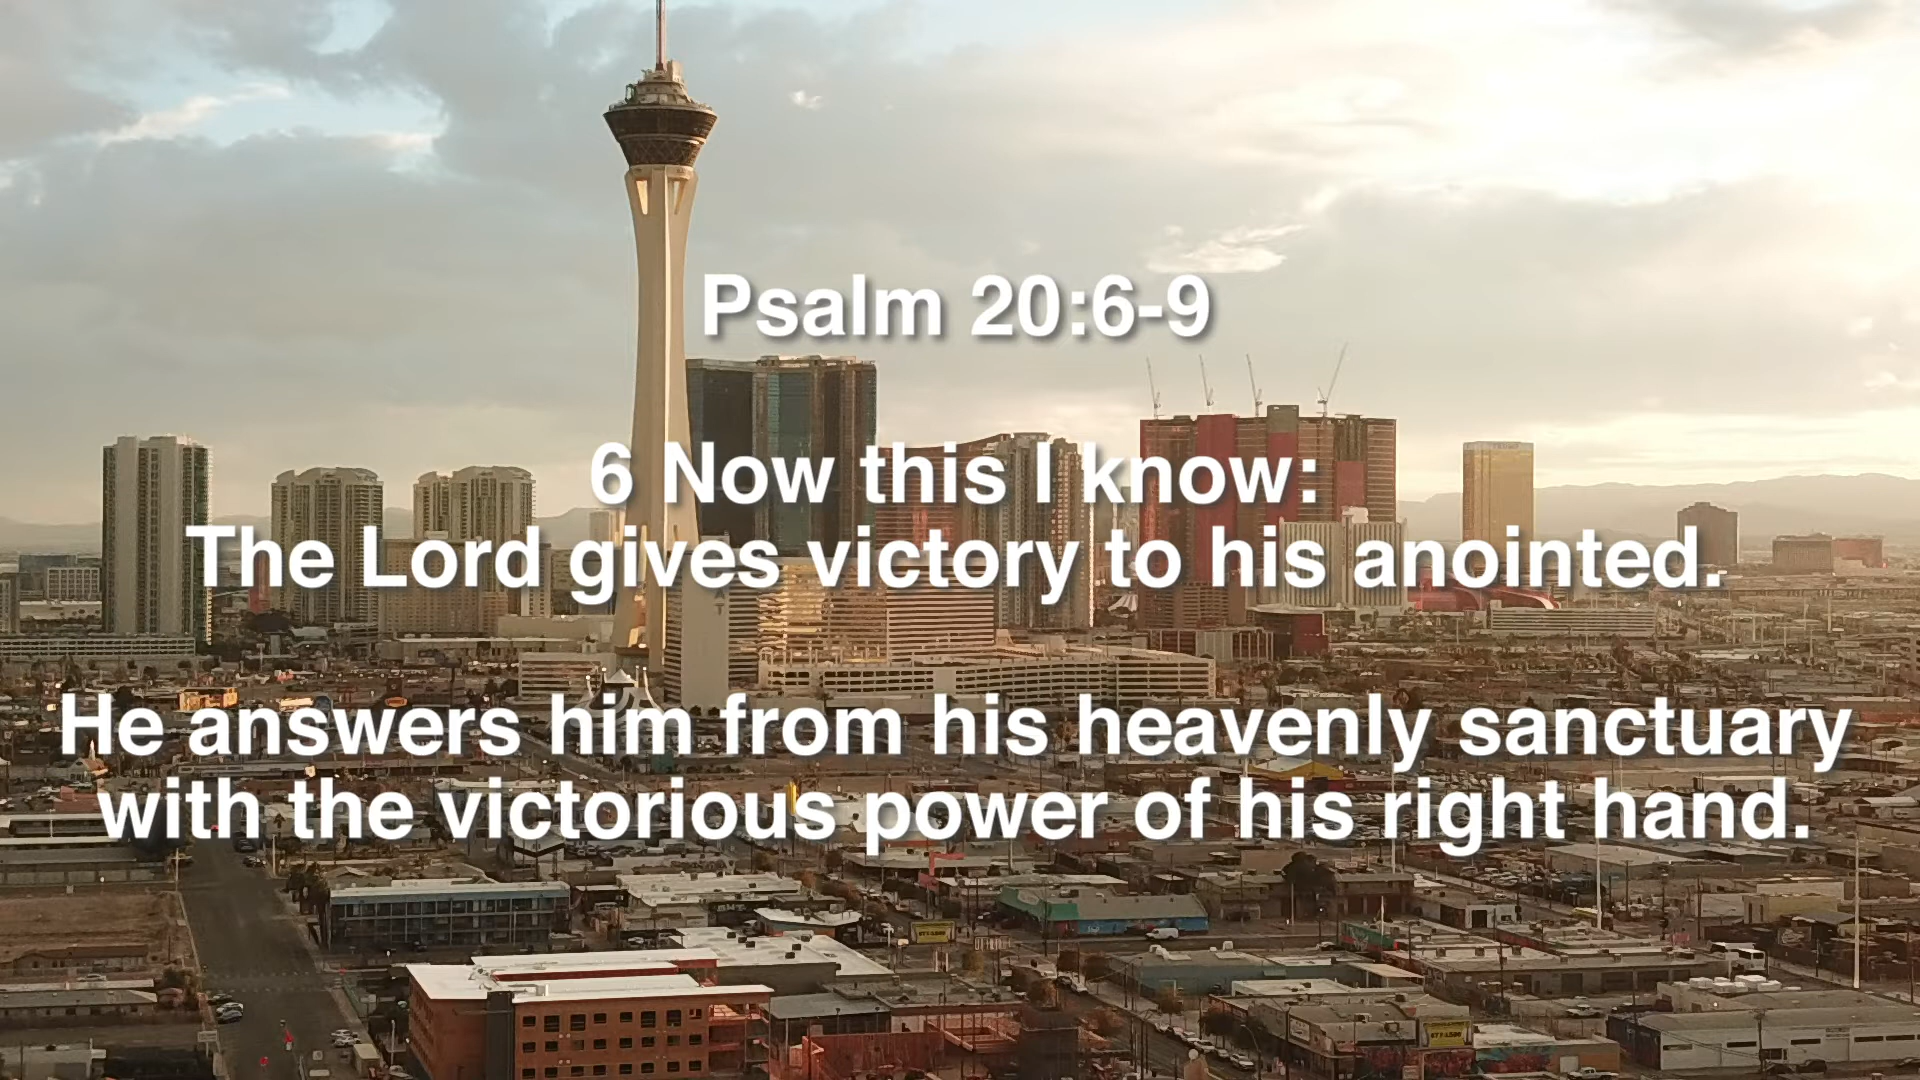 Psalm 20:6-9
6 Now this I know:
The Lord gives victory to his anointed.
He answers him from his heavenly sanctuary
with the victorious power of his right hand.